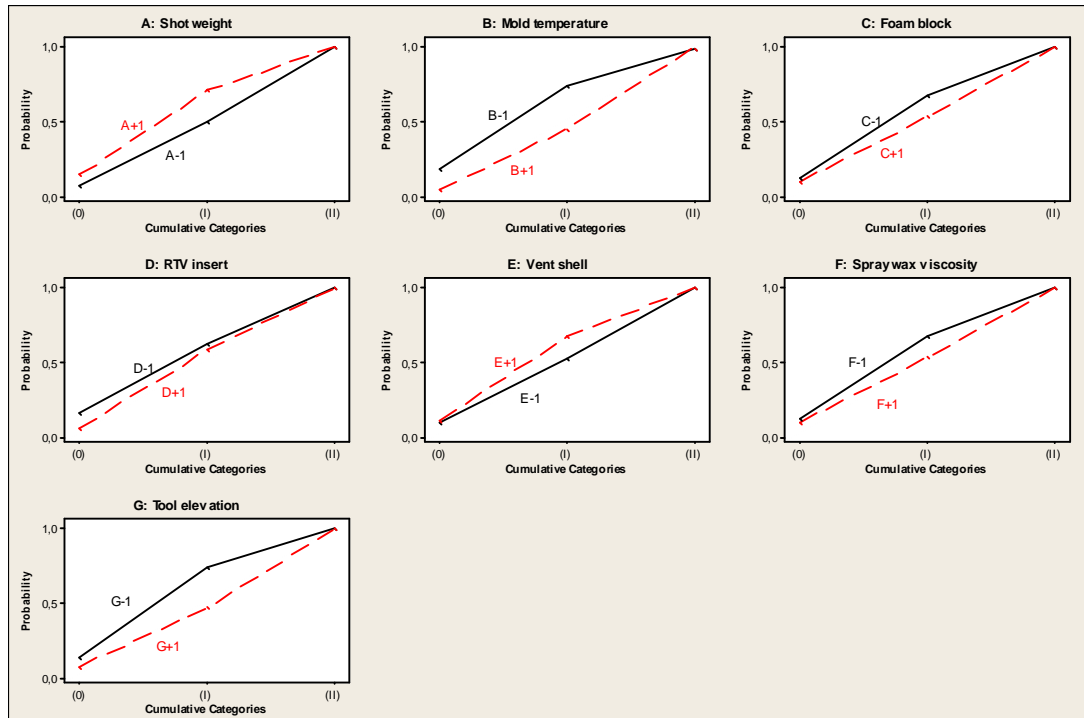 A: Shot weight
B: Mold temperature
C: Foam block
Probability
1,0
0,5
0,0
A+1
A-1
(0)
(I)
(II)
Cumulative Categories
Probability
1,0
0,5
0,0
B-1
B+1
(0)
(I)
(II)
Cumulative Categories
Probability
1,0
0,5
0,0
C-1
C+1
(0)
(I)
(II)
Cumulative Categories
D: RTV insert
E: Vent shell
F: Spray wax viscosity
Probability
1,0
0,5
0,0
D-1
D+1
(0)
(I)
(II)
Cumulative Categories
Probability
1,0
0,5
0,0
E+1
E-1
(0)
(I)
(II)
Cumulative Categories
Probability
1,0
0,5
0,0
F-1
F+1
(0)
(I)
(II)
Cumulative Categories
G: Tool elevation
Probability
1,0
0,5
0,0
G-1
G+1
(0)
(I)
(II)
Cumulative Categories